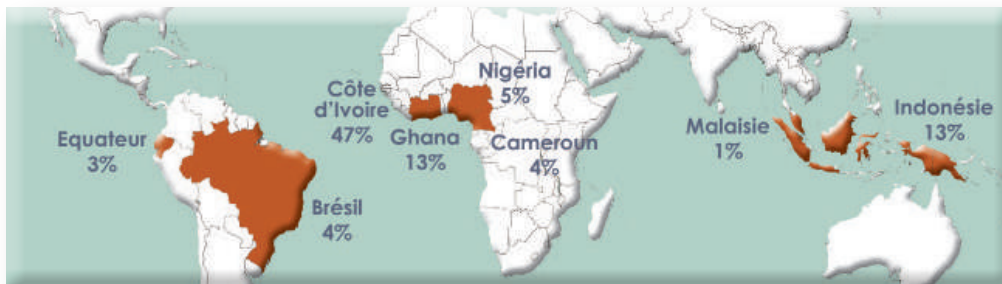 Equateur
3%
Brésil
4%
Côte
d'Ivoire
47%
Ghana
13%
Nigéria
5%
Cameroun
4%
Malaisie
1%
Indonésie
13%